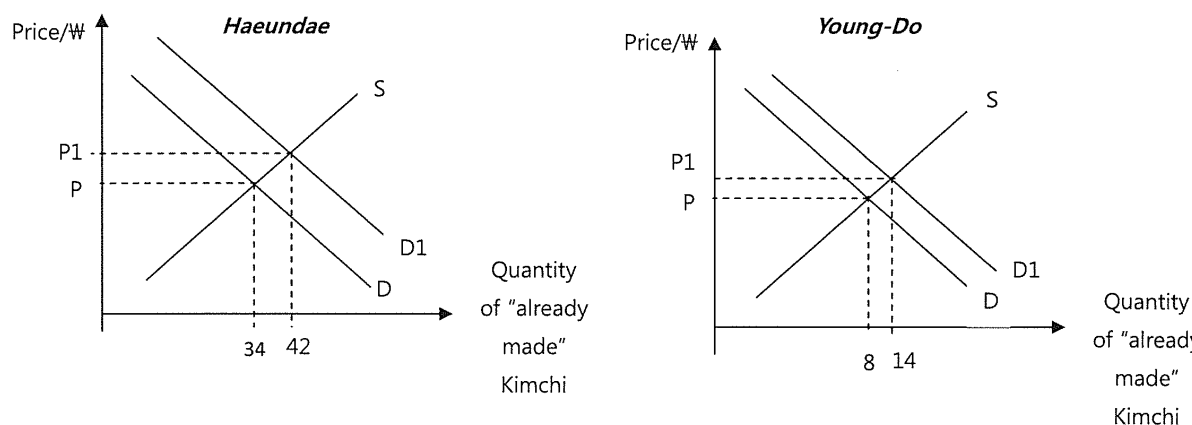 Haeundae
Price/₩
S
P1
P
D1
D
34
42
Quantity
of "already
made"
Kimchi
Young-Do
Price/₩
S
P1
P
D1
D
8
14
Quantity
of "already
made"
Kimchi